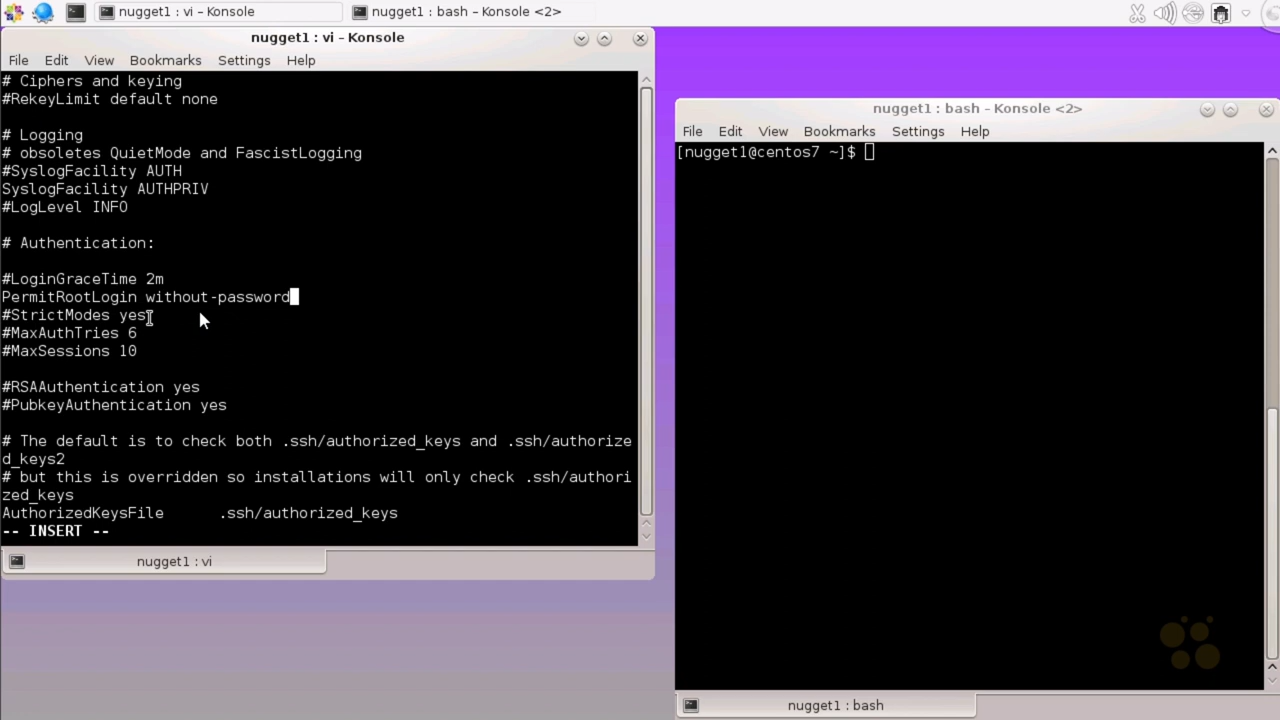 nugget1 : vi – Konsole
nugget1 : bash – Konsole <2>
nugget1 : vi – Konsole
File Edit View Bookmarks Settings Help
# Ciphers and keying
#RekeyLimit default none
# Logging
# obsoletes QuietMode and FascistLogging
#SyslogFacility AUTH
SyslogFacility AUTHPRIV
#LogLevel INFO
# Authentication:
#LoginGraceTime 2m
PermitRootLogin without-password
#StrictModes yes
#MaxAuthTries 6
#MaxSessions 10
#RSAAuthentication yes
#PubkeyAuthentication yes
# The default is to check both .ssh/authorized_keys and .ssh/authorize
d_keys2
# but this is overridden so installations will only check .ssh/authori
zed_keys
AuthorizedKeysFile      .ssh/authorized_keys
-- INSERT --
nugget1 : vi
nugget1 : bash – Konsole <2>
File Edit View Bookmarks Settings Help
[nugget1@centos7 ~]$
nugget1 : bash